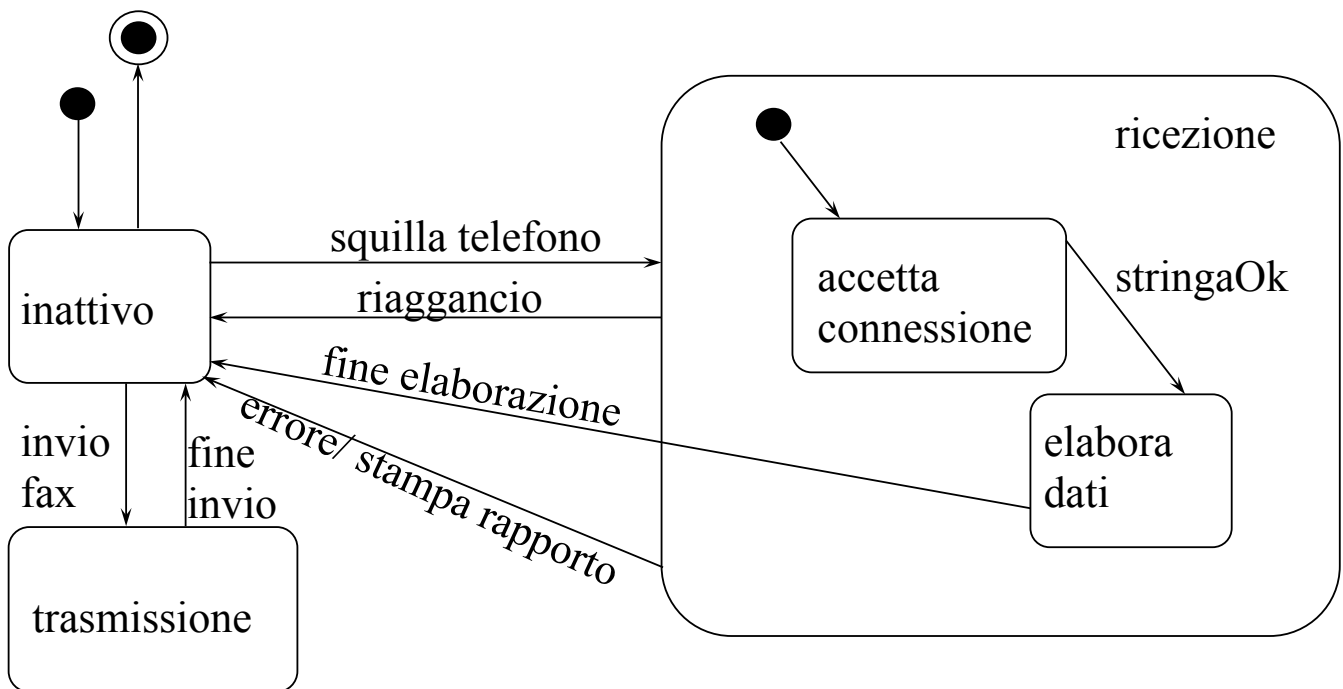 ricezione
squilla telefono
accetta
connessione
stringaOk
inattivo
riaggancio
fine elaborazione
errore/ stampa rapporto
invio
fax
fine
invio
elabora
dati
trasmissione